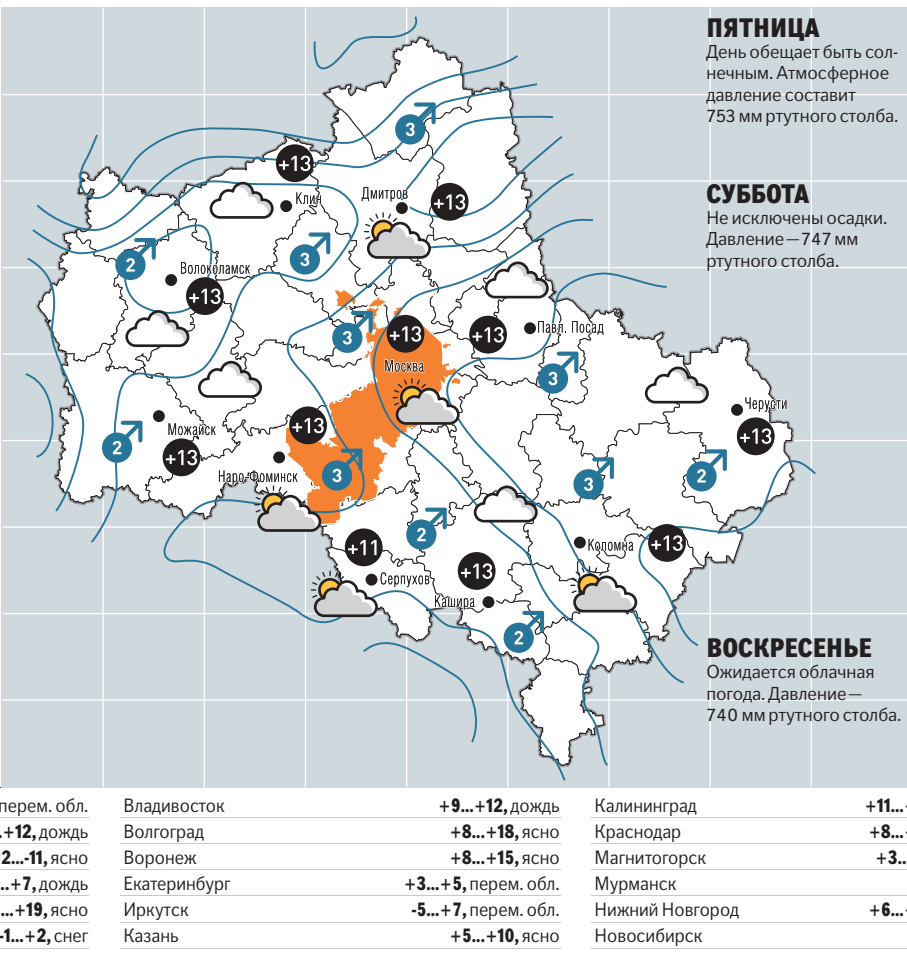 ПЯТНИЦА
День обещает быть сол-
нечным. Атмосферное
давление составит
753 мм ртутного столба.
СУББОТА
Не исключены осадки.
Давление — 747 мм
ртутного столба.
3
+13
Клин
Дмитров
+13
3
2
Волоколамск
+13
3
+13
Москва
+13
Павл. Посад
3
Черусти
+13
2
Можайск
+13
+13
Наро-Фоминск
3
3
2
+11
Серпухов
2
+13
Кашира
Коломна
+13
2
ВОСКРЕСЕНЬЕ
Ожидается облачная
погода. Давление —
740 мм ртутного столба.
перем. обл.
+12, дождь
-11, ясно
...+7, дождь
...+19, ясно
-1...+2, снег
Владивосток +9...+12, дождь
Волгоград +8...+18, ясно
Воронеж +8...+15, ясно
Екатеринбург +3...+5, перем. обл.
Иркутск -5...+7, перем. обл.
Казань +5...+10, ясно
Калининград +11...
Краснодар +8...
Магнитогорск +3...
Мурманск
Нижний Новгород +6...
Новосибирск